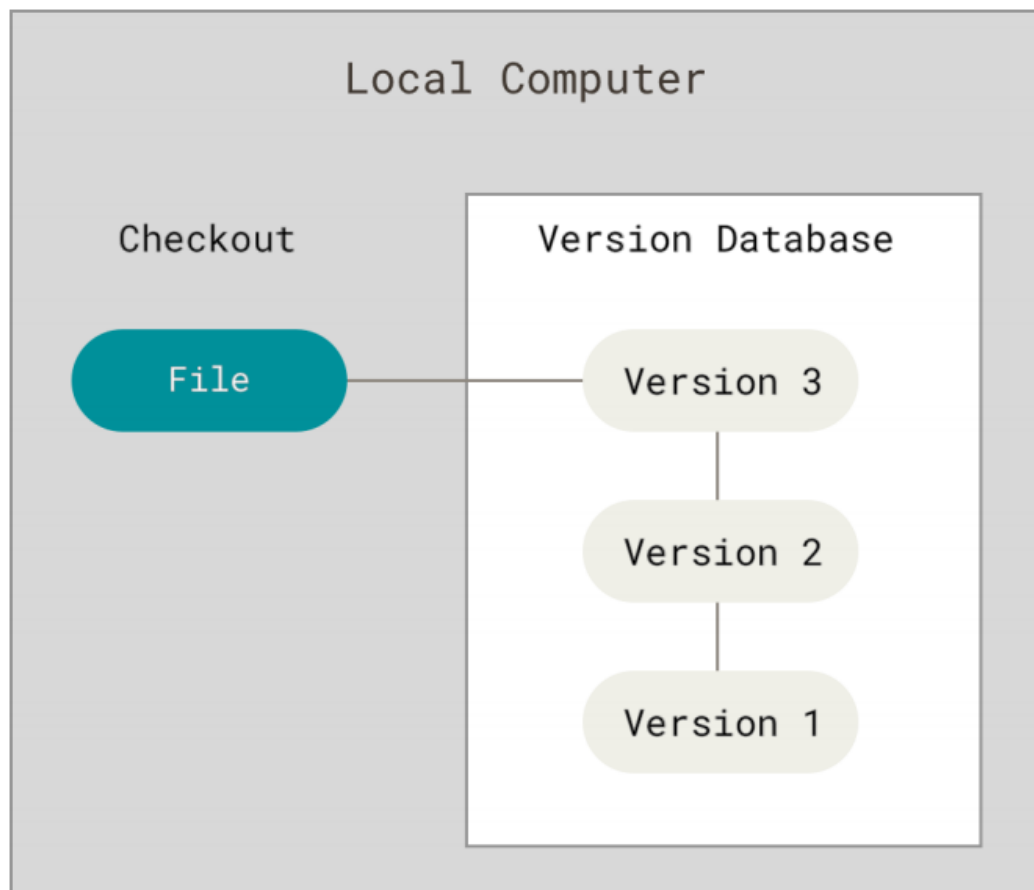 Local Computer
Checkout
Version Database
File
Version 3
Version 2
Version 1